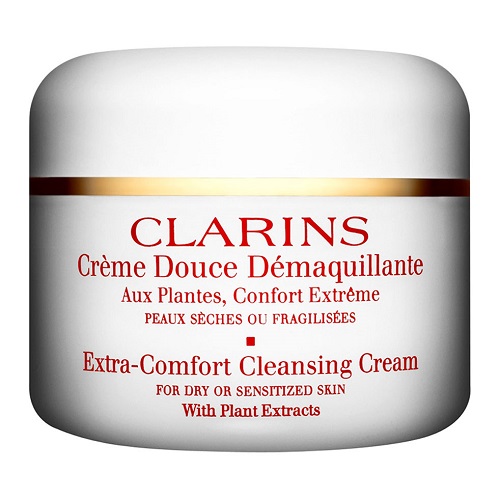 CLARINS
Crème Douce Démaquillante
Aux Plantes, Confort Extrême
PEAUX SÈCHES OU FRAGILISÉES
Extra-Comfort Cleansing Cream
FOR DRY OR SENSITIZED SKIN
With Plant Extracts